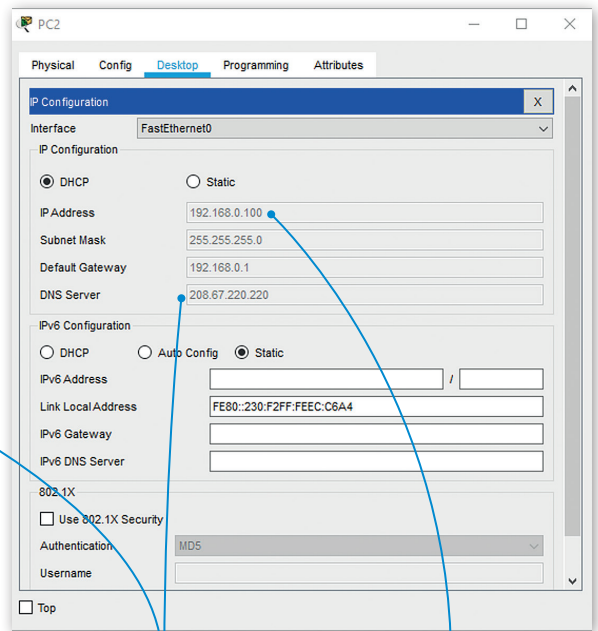 PC2
Physical Config Desktop Programming Attributes
IP Configuration X
Interface FastEthernet0
IP Configuration
DHCP Static
IP Address 192.168.0.100
Subnet Mask 255.255.255.0
Default Gateway 192.168.0.1
DNS Server 208.67.220.220
IPv6 Configuration
DHCP Auto Config Static
IPv6 Address /
Link Local Address FE80::230:F2FF:FEEC:C6A4
IPv6 Gateway
IPv6 DNS Server
802.1X
Use 802.1X Security
Authentication MD5
Username
Top